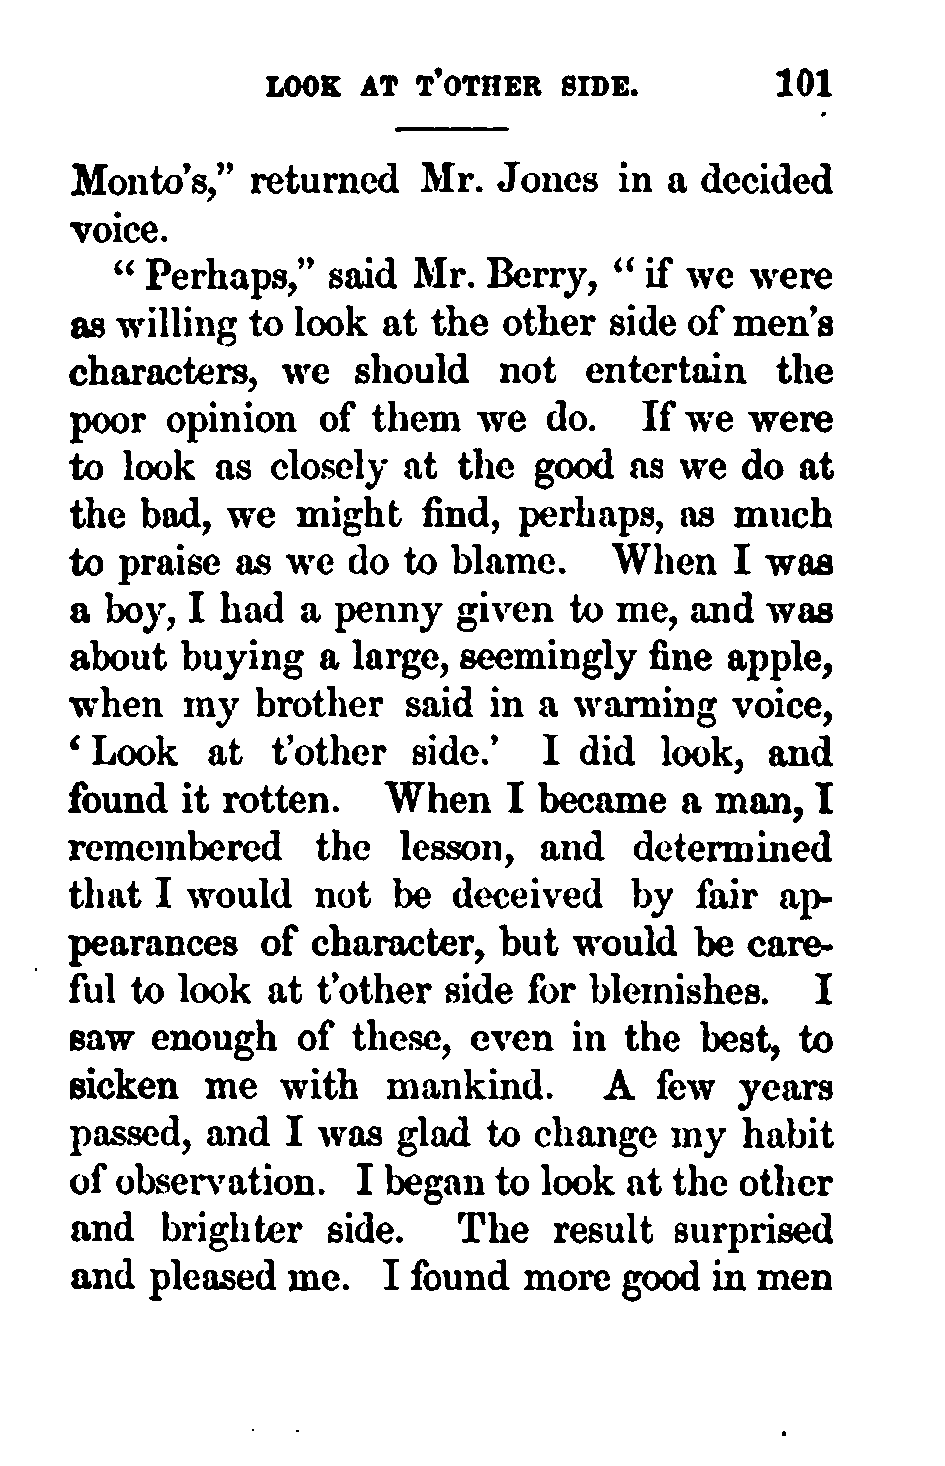 LOOK AT T'OTHER SIDE. 101
Monto's," returned Mr. Jones in a decided
voice.
"Perhaps," said Mr. Berry, "if we were
as willing to look at the other side of men's
characters, we should not entertain the
poor opinion of them we do. If we were
to look as closely at the good as we do at
the bad, we might find, perhaps, as much
to praise as we do to blame. When I was
a boy, I had a penny given to me, and was
about buying a large, seemingly fine apple,
when my brother said in a warning voice,
'Look at t'other side.' I did look, and
found it rotten. When I became a man, I
remembered the lesson, and determined
that I would not be deceived by fair ap-
pearances of character, but would be care-
ful to look at t'other side for blemishes. I
saw enough of these, even in the best, to
sicken me with mankind. A few years
passed, and I was glad to change my habit
of observation. I began to look at the other
and brighter side. The result surprised
and pleased me. I found more good in men